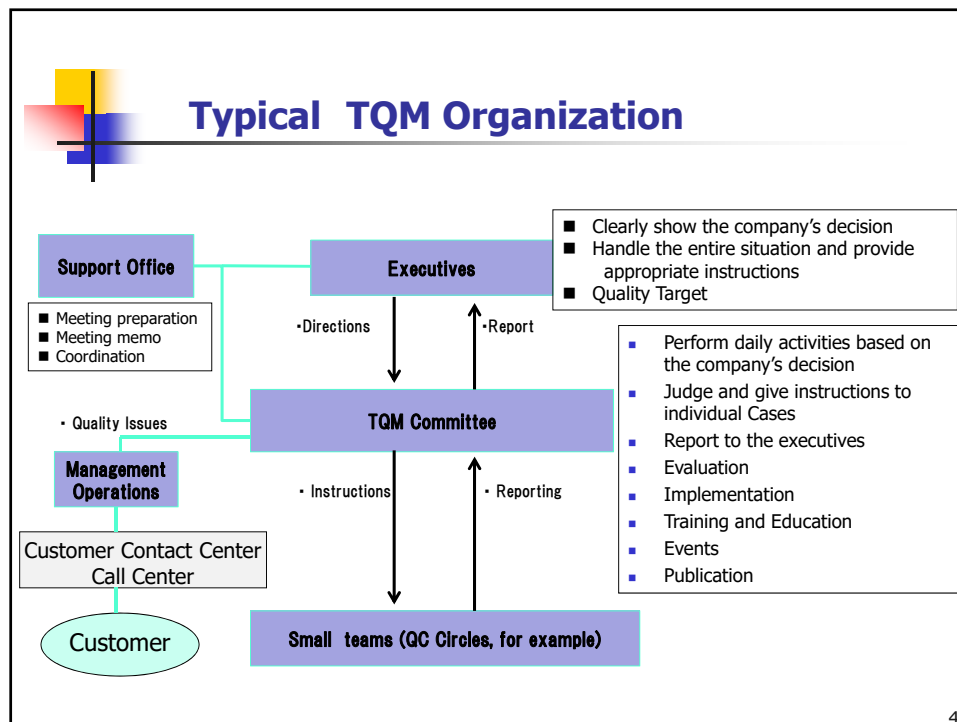 Typical TQM Organization
Support Office
Executives
■ Clearly show the company’s decision
■ Handle the entire situation and provide
appropriate instructions
■ Quality Target
■ Meeting preparation
■ Meeting memo
■ Coordination
・Directions
・Report
▪ Perform daily activities based on
the company’s decision
▪ Judge and give instructions to
individual Cases
▪ Report to the executives
▪ Evaluation
▪ Implementation
▪ Training and Education
▪ Events
▪ Publication
・ Quality Issues
TQM Committee
Management
Operations
・ Instructions
・ Reporting
Customer Contact Center
Call Center
Customer
Small teams (QC Circles, for example)
4